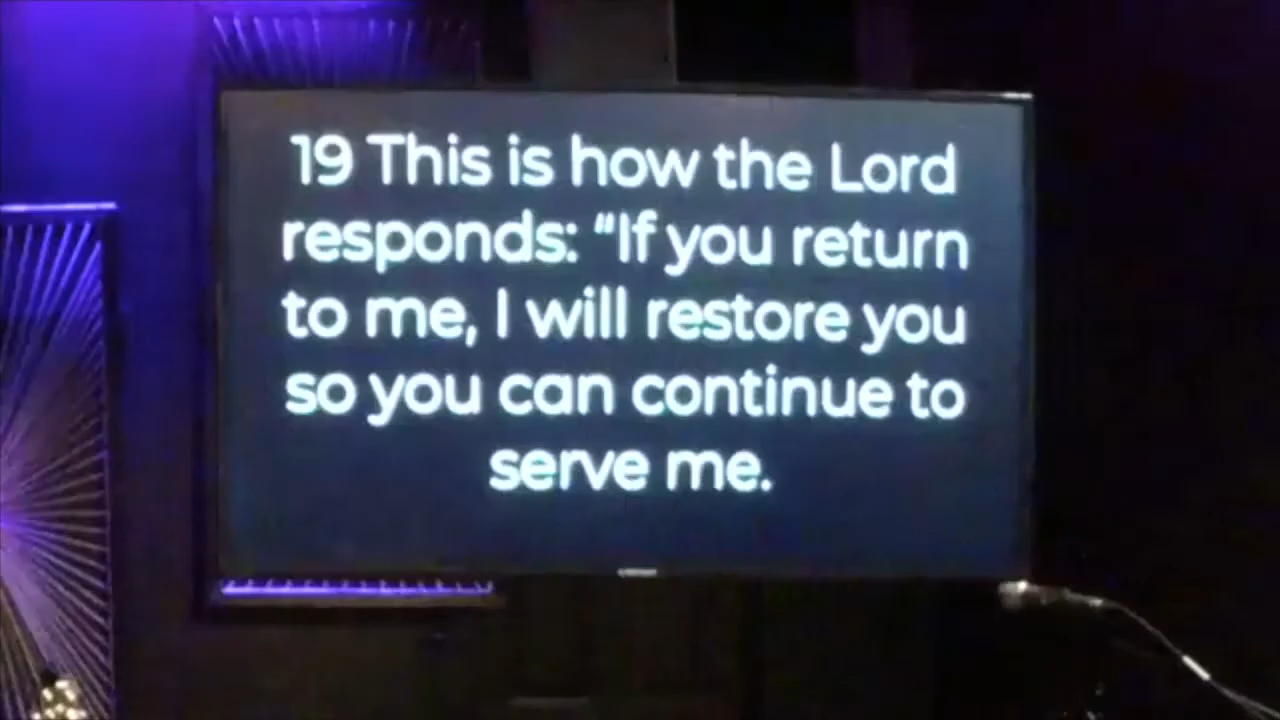 19 This is how the Lord
responds: “If you return
to me, I will restore you
so you can continue to
serve me.